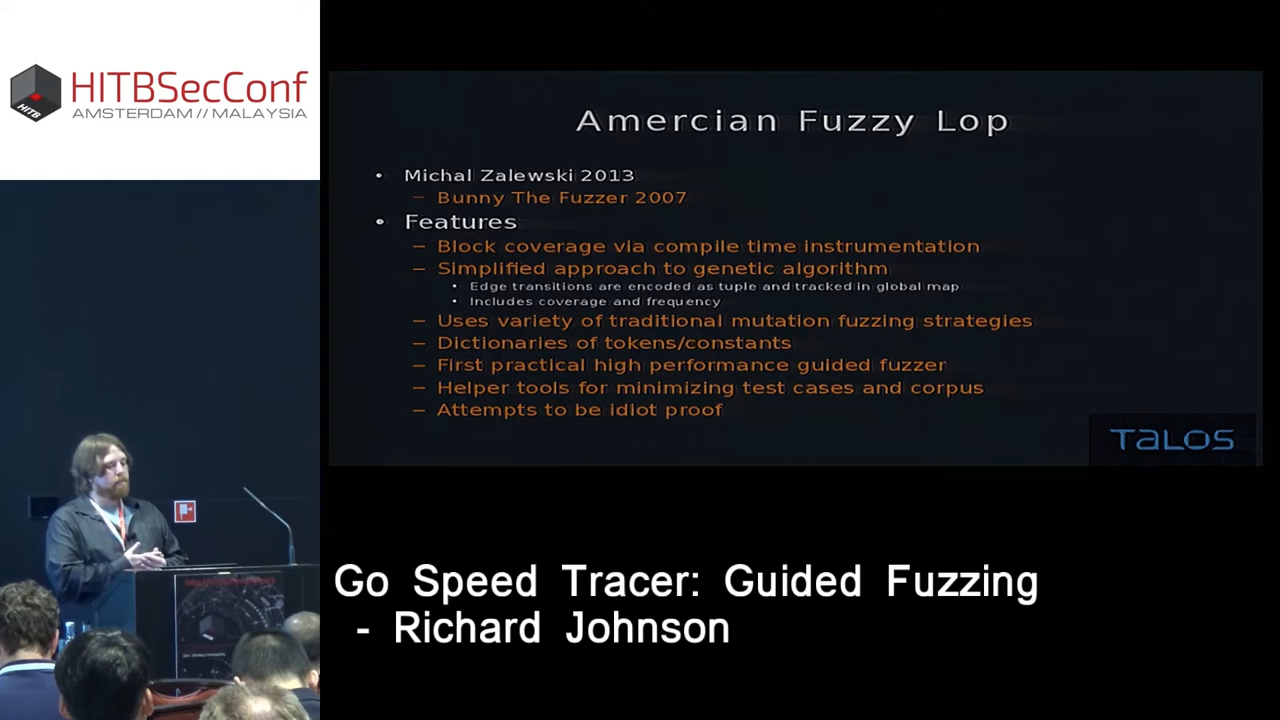 HITBSecConf
AMSTERDAM // MALAYSIA
HITB
Amercian Fuzzy Lop
• Michal Zalewski 2013
– Bunny The Fuzzer 2007
• Features
– Block coverage via compile time instrumentation
– Simplified approach to genetic algorithm
• Edge transitions are encoded as tuple and tracked in global map
• Includes coverage and frequency
– Uses variety of traditional mutation fuzzing strategies
– Dictionaries of tokens/constants
– First practical high performance guided fuzzer
– Helper tools for minimizing test cases and corpus
– Attempts to be idiot proof
TALOS
Go Speed Tracer: Guided Fuzzing
- Richard Johnson